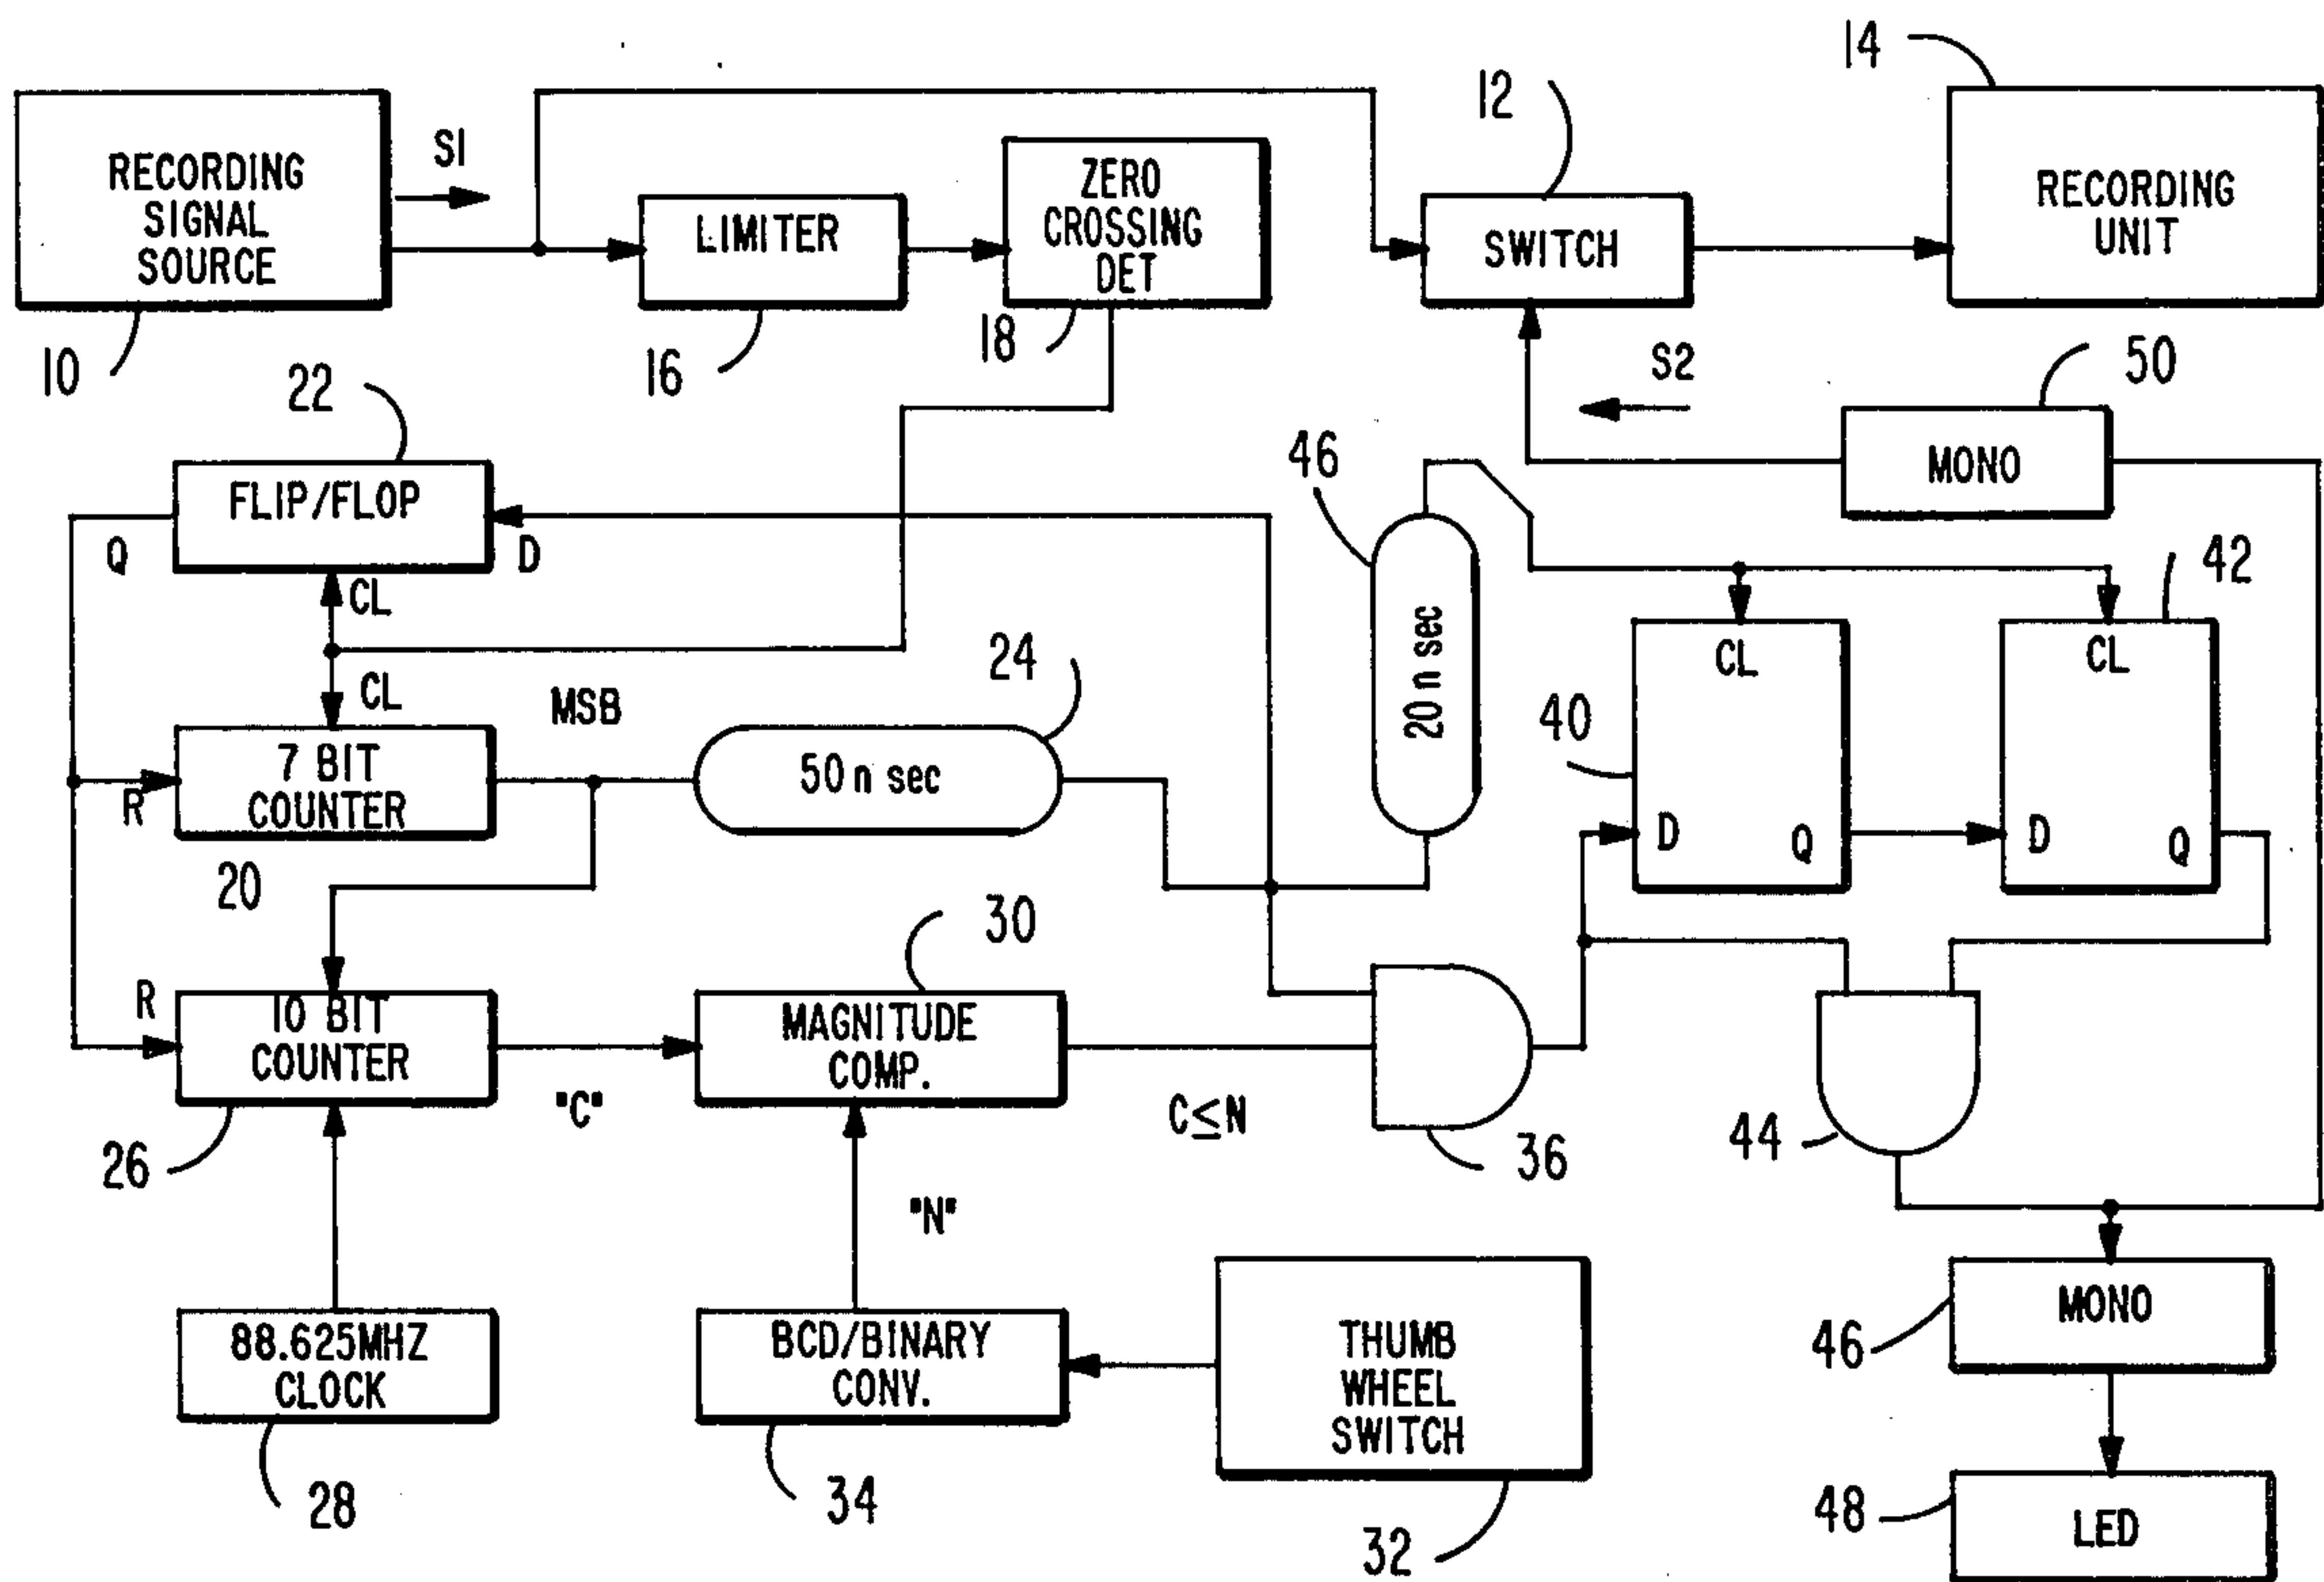 14
12
RECORDING
SIGNAL
SOURCE
S1
LIMITER
ZERO
CROSSING
DET
SWITCH
RECORDING
UNIT
10
16
18
S2
50
22
46
MONO
FLIP/FLOP
Q
D
CL
42
24
20 n sec
CL
CL
CL
MSB
40
7 BIT
COUNTER
50 n sec
R
D
Q
D
Q
20
30
R
10 BIT
COUNTER
MAGNITUDE
COMP.
"C"
C≤N
44
26
36
"N"
88.625MHZ
CLOCK
BCD/BINARY
CONV.
THUMB
WHEEL
SWITCH
MONO
46
28
34
32
48
LED